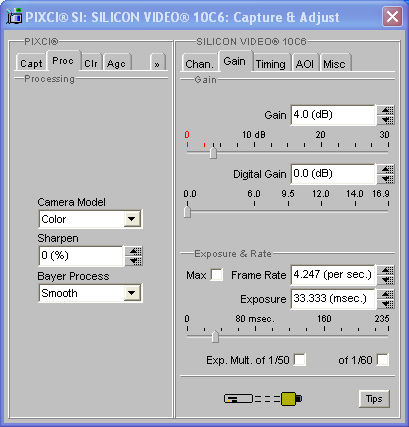 PIXCI® SI: SILICON VIDEO® 10C6: Capture & Adjust
PIXCI®
Capt Proc Clr Agc »
Processing
Camera Model
Color
Sharpen
0 (%)
Bayer Process
Smooth
SILICON VIDEO® 10C6
Chan. Gain Timing AOI Misc
Gain
Gain 4.0 (dB)
0 10 dB 20 30
Digital Gain 0.0 (dB)
0.0 6.0 9.5 12.0 14.0 16.9
Exposure & Rate
Max Frame Rate 4.247 (per sec.)
Exposure 33.333 (msec.)
0 80 msec. 160 235
Exp. Mult. of 1/50 of 1/60
Tips